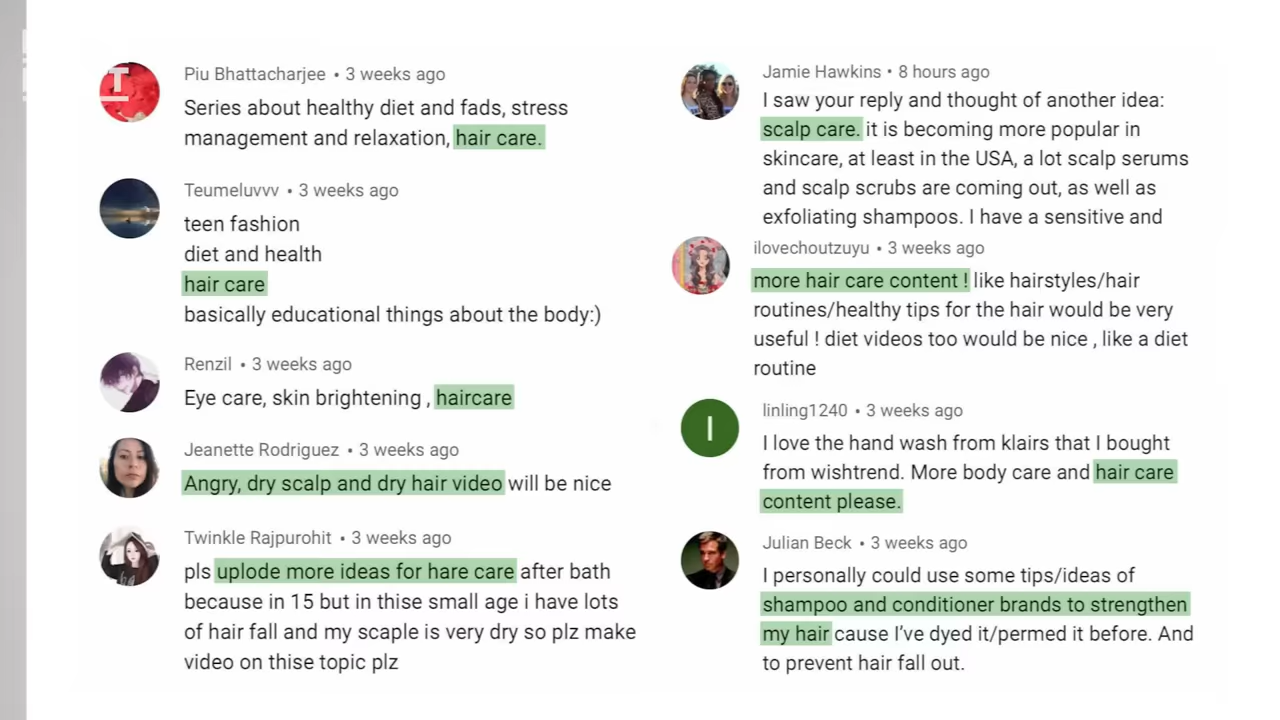 T
Piu Bhattacharjee • 3 weeks ago
Series about healthy diet and fads, stress
management and relaxation, hair care.
Teumeluvvv • 3 weeks ago
teen fashion
diet and health
hair care
basically educational things about the body:)
Renzil • 3 weeks ago
Eye care, skin brightening , haircare
Jeanette Rodriguez • 3 weeks ago
Angry, dry scalp and dry hair video will be nice
Twinkle Rajpurohit • 3 weeks ago
pls uplode more ideas for hare care after bath
because in 15 but in thise small age i have lots
of hair fall and my scaple is very dry so plz make
video on thise topic plz
Jamie Hawkins • 8 hours ago
I saw your reply and thought of another idea:
scalp care. it is becoming more popular in
skincare, at least in the USA, a lot scalp serums
and scalp scrubs are coming out, as well as
exfoliating shampoos. I have a sensitive and
ilovechoutzuyu • 3 weeks ago
more hair care content ! like hairstyles/hair
routines/healthy tips for the hair would be very
useful ! diet videos too would be nice , like a diet
routine
I
linling1240 • 3 weeks ago
I love the hand wash from klairs that I bought
from wishtrend. More body care and hair care
content please.
Julian Beck • 3 weeks ago
I personally could use some tips/ideas of
shampoo and conditioner brands to strengthen
my hair cause I've dyed it/permed it before. And
to prevent hair fall out.